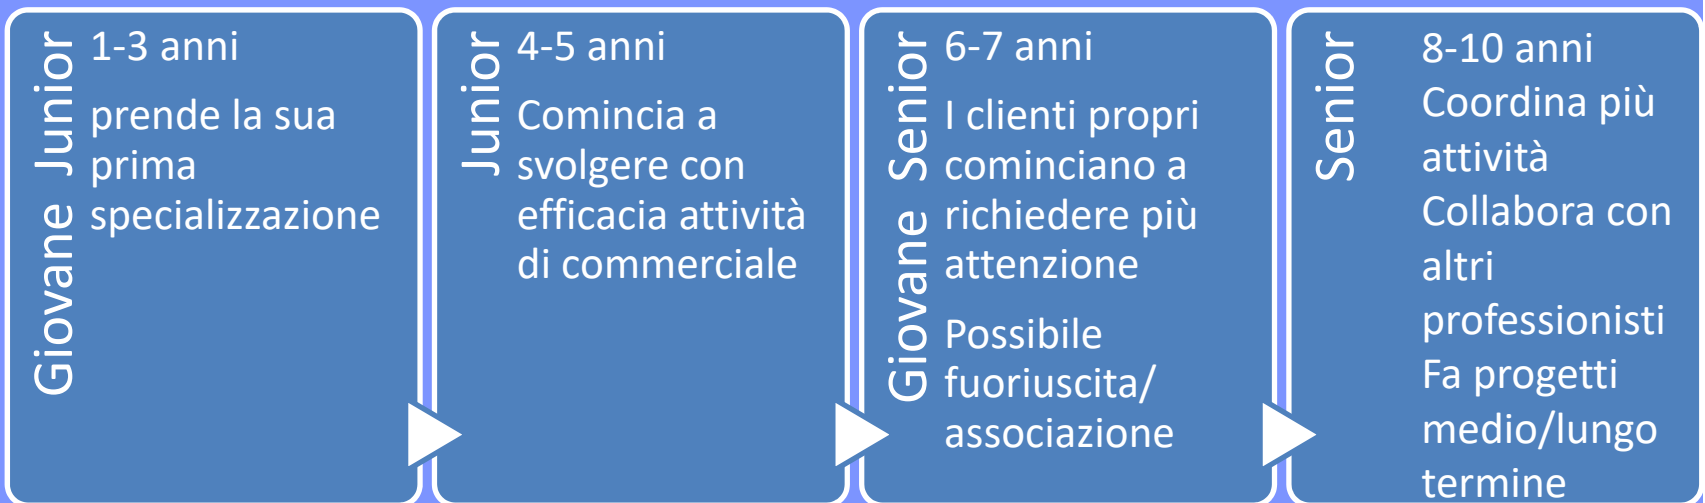 Giovane Junior
1-3 anni
prende la sua
prima
specializzazione
Junior
4-5 anni
Comincia a
svolgere con
efficacia attività
di commerciale
Giovane Senior
6-7 anni
I clienti propri
cominciano a
richiedere più
attenzione
Possibile
fuoriuscita/
associazione
Senior
8-10 anni
Coordina più
attività
Collabora con
altri
professionisti
Fa progetti
medio/lungo
termine